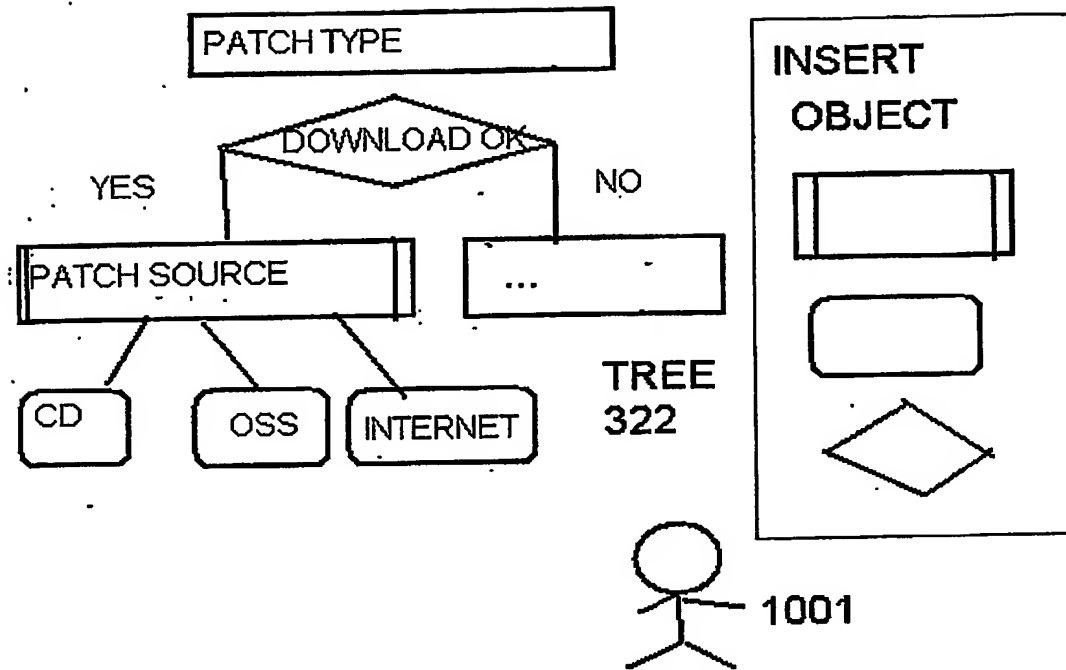 PATCH TYPE
DOWNLOAD OK
YES
NO
PATCH SOURCE
...
CD
OSS
INTERNET
TREE
322
INSERT
OBJECT
1001